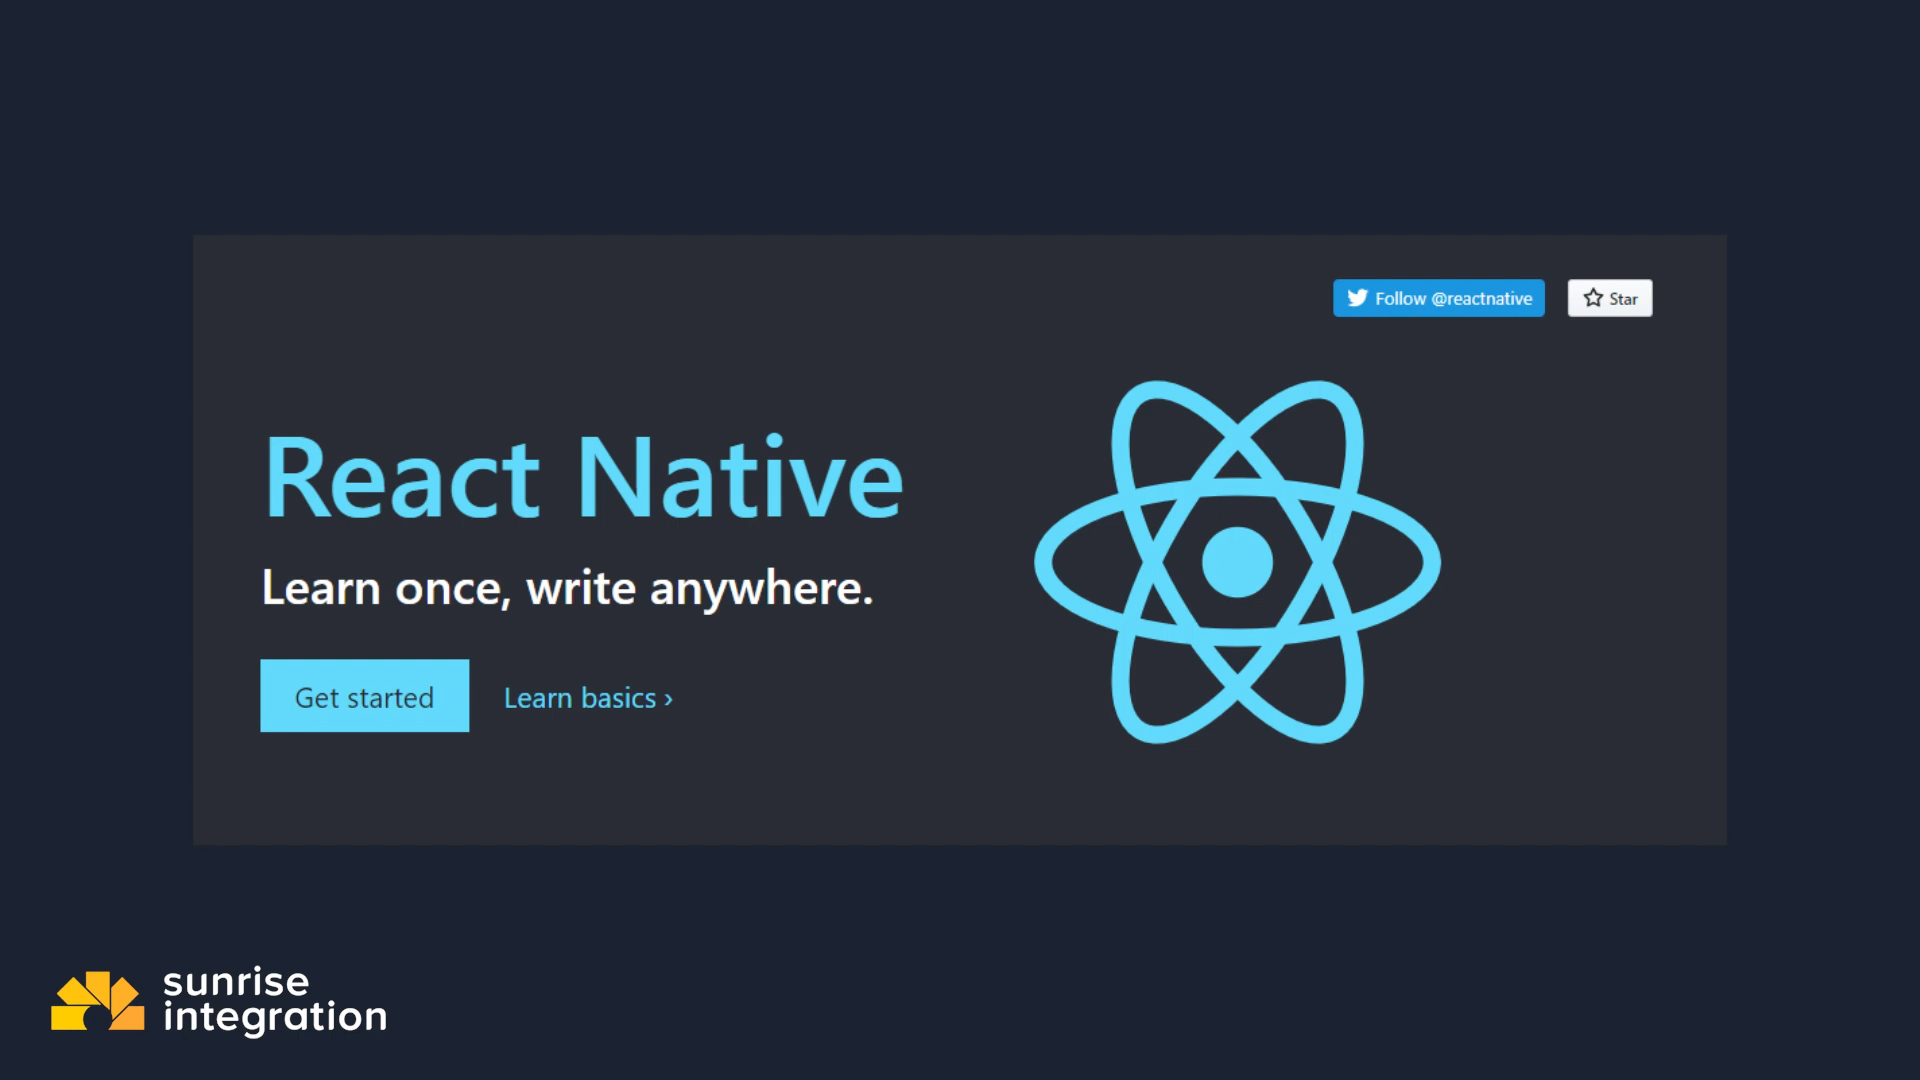 Follow @reactnative
Star
React Native
Learn once, write anywhere.
Get started
Learn basics ›
sunrise
integration